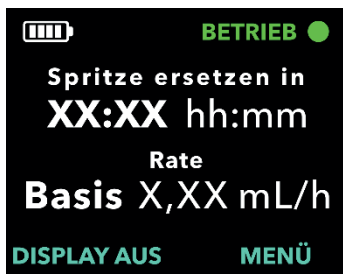 BETRIEB
Spritze ersetzen in
XX:XX hh:mm
Rate
Basis X,XX mL/h
DISPLAY AUS MENÜ